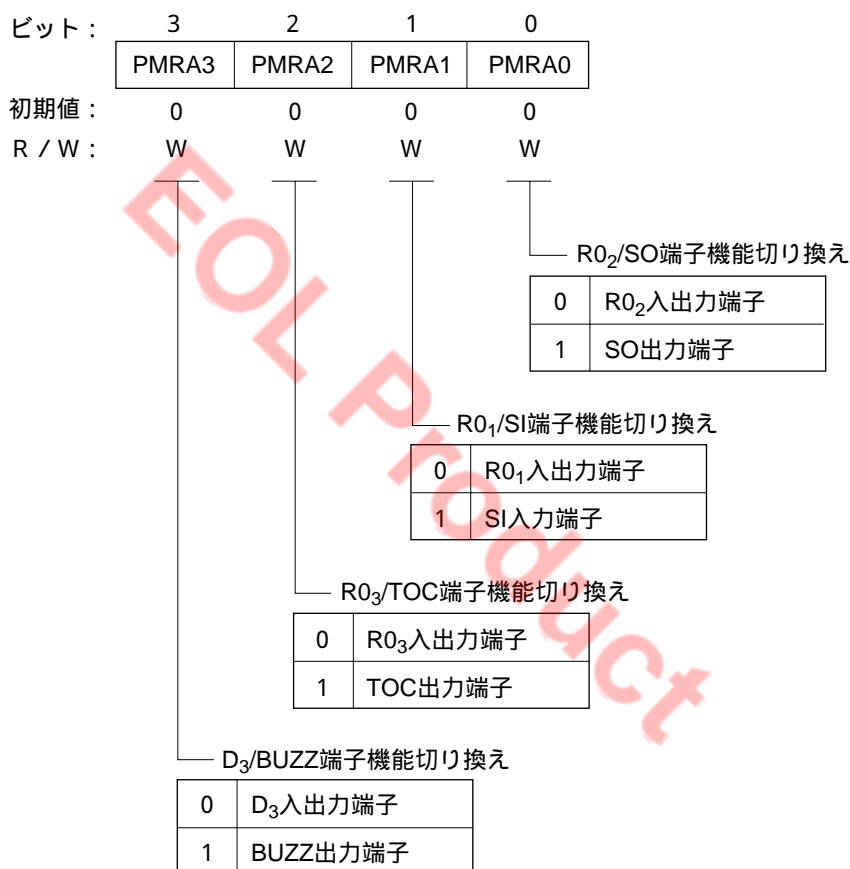 ビット： 3 2 1 0
PMRA3 PMRA2 PMRA1 PMRA0
初期値： 0 0 0 0
R／W： W W W W
R0₂/SO端子機能切り換え
0 R0₂入出力端子
1 SO出力端子
R0₁/SI端子機能切り換え
0 R0₁入出力端子
1 SI入力端子
R0₃/TOC端子機能切り換え
0 R0₃入出力端子
1 TOC出力端子
D₃/BUZZ端子機能切り換え
0 D₃入出力端子
1 BUZZ出力端子
EOL Product